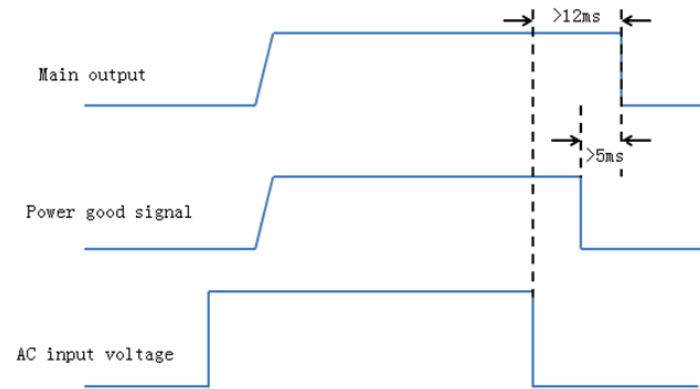 >12ms
Main output
>5ms
Power good signal
AC input voltage